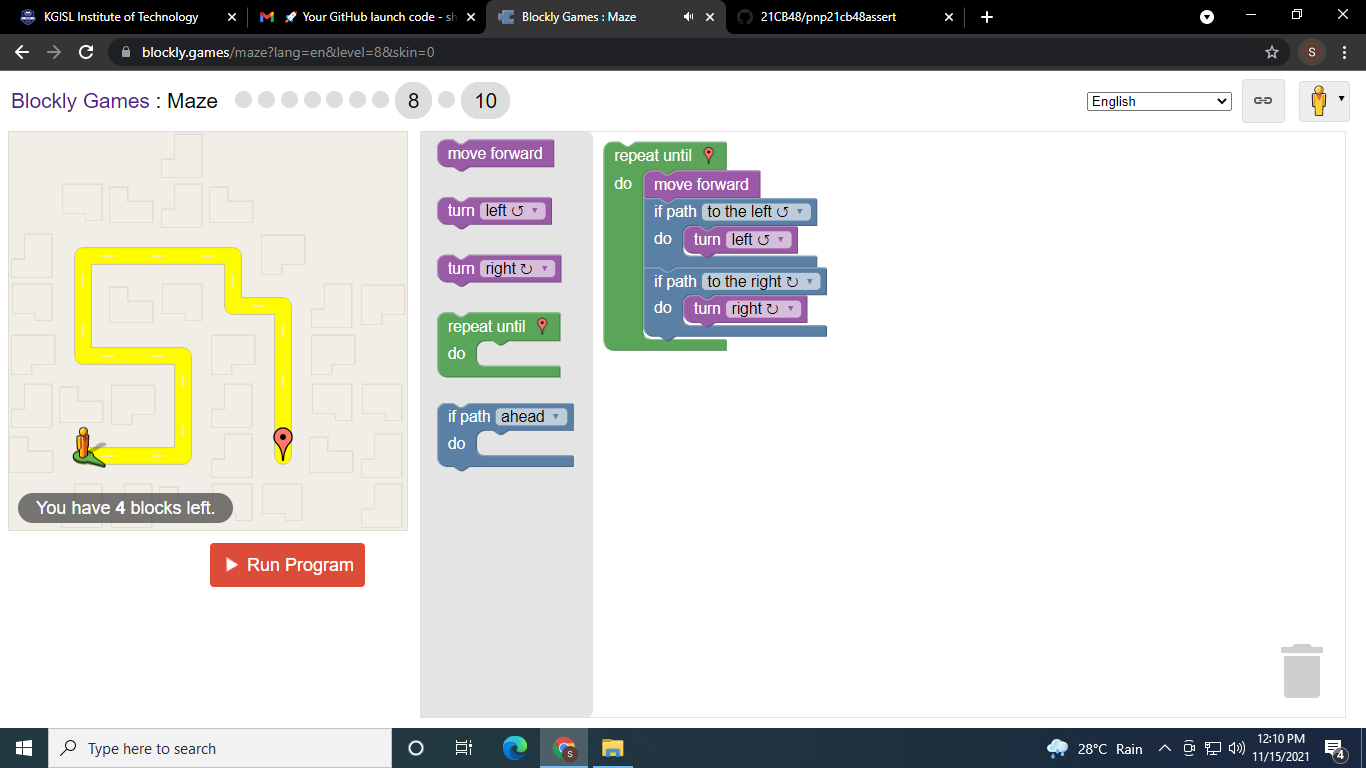 KGISL Institute of Technology
🚀 Your GitHub launch code - sh
Blockly Games : Maze
21CB48/pnp21cb48assert
blockly.games/maze?lang=en&level=8&skin=0
S
Blockly Games : Maze
8
10
English
move forward
turn left ↺
turn right ↻
repeat until
do
if path ahead
do
repeat until
do
move forward
if path to the left ↺
do
turn left ↺
if path to the right ↻
do
turn right ↻
You have 4 blocks left.
Run Program
Type here to search
S
28°C Rain
12:10 PM
11/15/2021
4